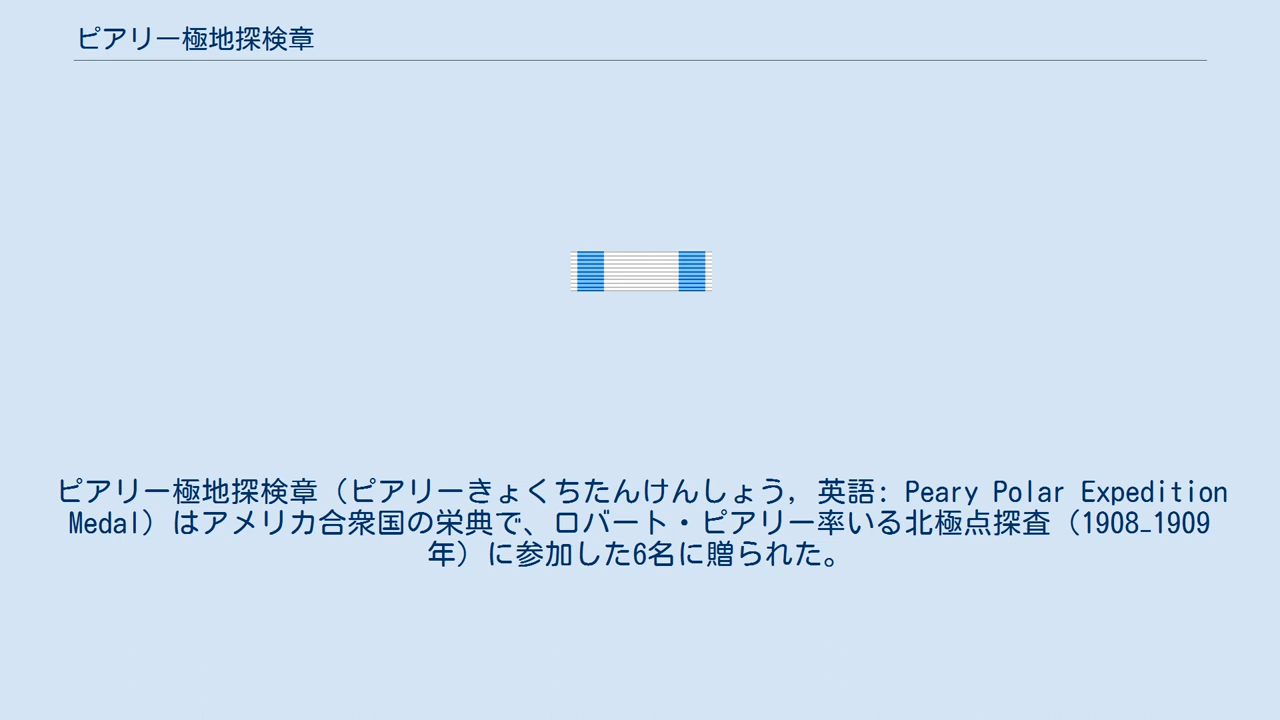 ピアリー極地探検章
ピアリー極地探検章（ピアリーきょくちたんけんしょう, 英語: Peary Polar Expedition
Medal）はアメリカ合衆国の栄典で、ロバート・ピアリー率いる北極点探査（1908–1909
年）に参加した6名に贈られた。